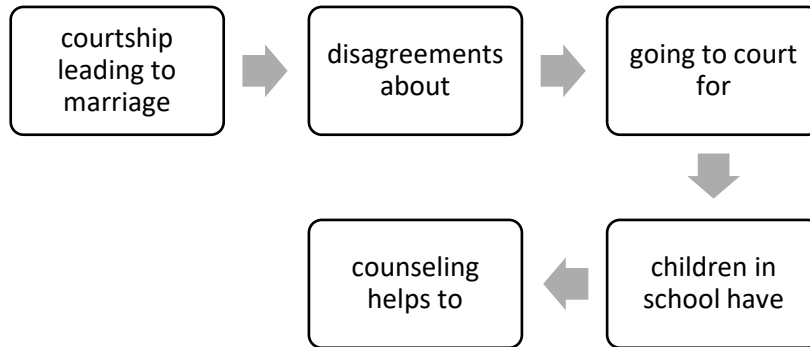 courtship
leading to
marriage
disagreements
about
going to court
for
children in
school have
counseling
helps to